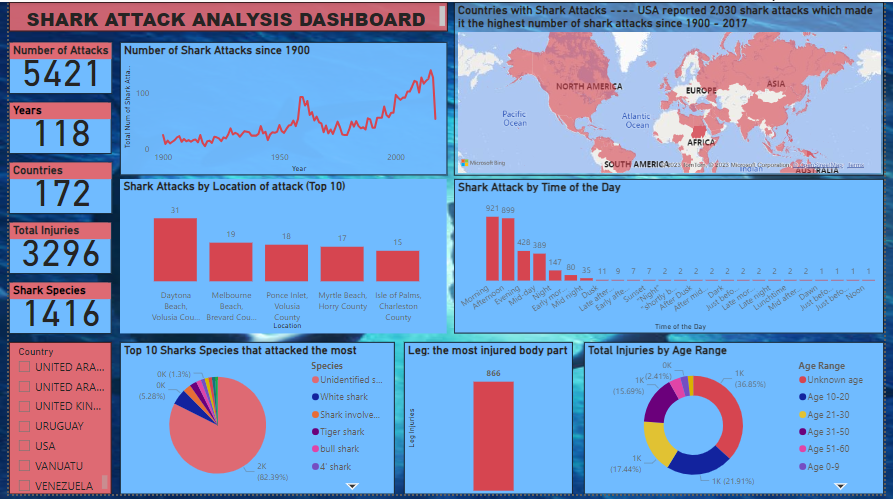 SHARK ATTACK ANALYSIS DASHBOARD
Countries with Shark Attacks ---- USA reported 2,030 shark attacks which made
it the highest number of shark attacks since 1900 - 2017
Number of Attacks
5421
Years
118
Countries
172
Total Injuries
3296
Shark Species
1416
Number of Shark Attacks since 1900
Total Num of Shark Atta...
100
0
1900
1950
2000
Year
NORTH AMERICA
EUROPE
ASIA
Pacific
Ocean
Atlantic
Ocean
AFRICA
SOUTH AMERICA
AUSTRALIA
Indian
Microsoft Bing
Microsoft Corporation
Terms
Shark Attacks by Location of attack (Top 10)
31
19
18
17
15
Daytona
Beach,
Volusia Cou...
Melbourne
Beach,
Brevard Cou...
Ponce Inlet,
Volusia
County
Myrtle Beach,
Horry County
Isle of Palms,
Charleston
County
Location
Shark Attack by Time of the Day
921
899
428
389
147
80
35
11
9
7
7
2
2
2
2
2
2
2
2
1
1
1
1
Morning
Afternoon
Evening
Mid-day
Night
Early mor...
Mid night
Dusk
Late after...
Early afte...
Sunset
"Night"
After Dusk
After mid...
Dark
Just befo...
Late mor...
Late night
Lunchtime
Mid after...
Dawn
Just befo...
Just befo...
Noon
Time of the Day
Country
UNITED ARA...
UNITED ARA...
UNITED KIN...
URUGUAY
USA
VANUATU
VENEZUELA
Top 10 Sharks Species that attacked the most
0K (1.3%)
0K
(5.28%)
2K
(82.39%)
Species
Unidentified s...
White shark
Shark involve...
Tiger shark
bull shark
4' shark
Leg: the most injured body part
866
Leg Injuries
Total Injuries by Age Range
0K
(2.41%)
1K
(15.69%)
1K
(17.44%)
1K (21.91%)
1K
(36.85%)
Age Range
Unknown age
Age 10-20
Age 21-30
Age 31-50
Age 51-60
Age 0-9